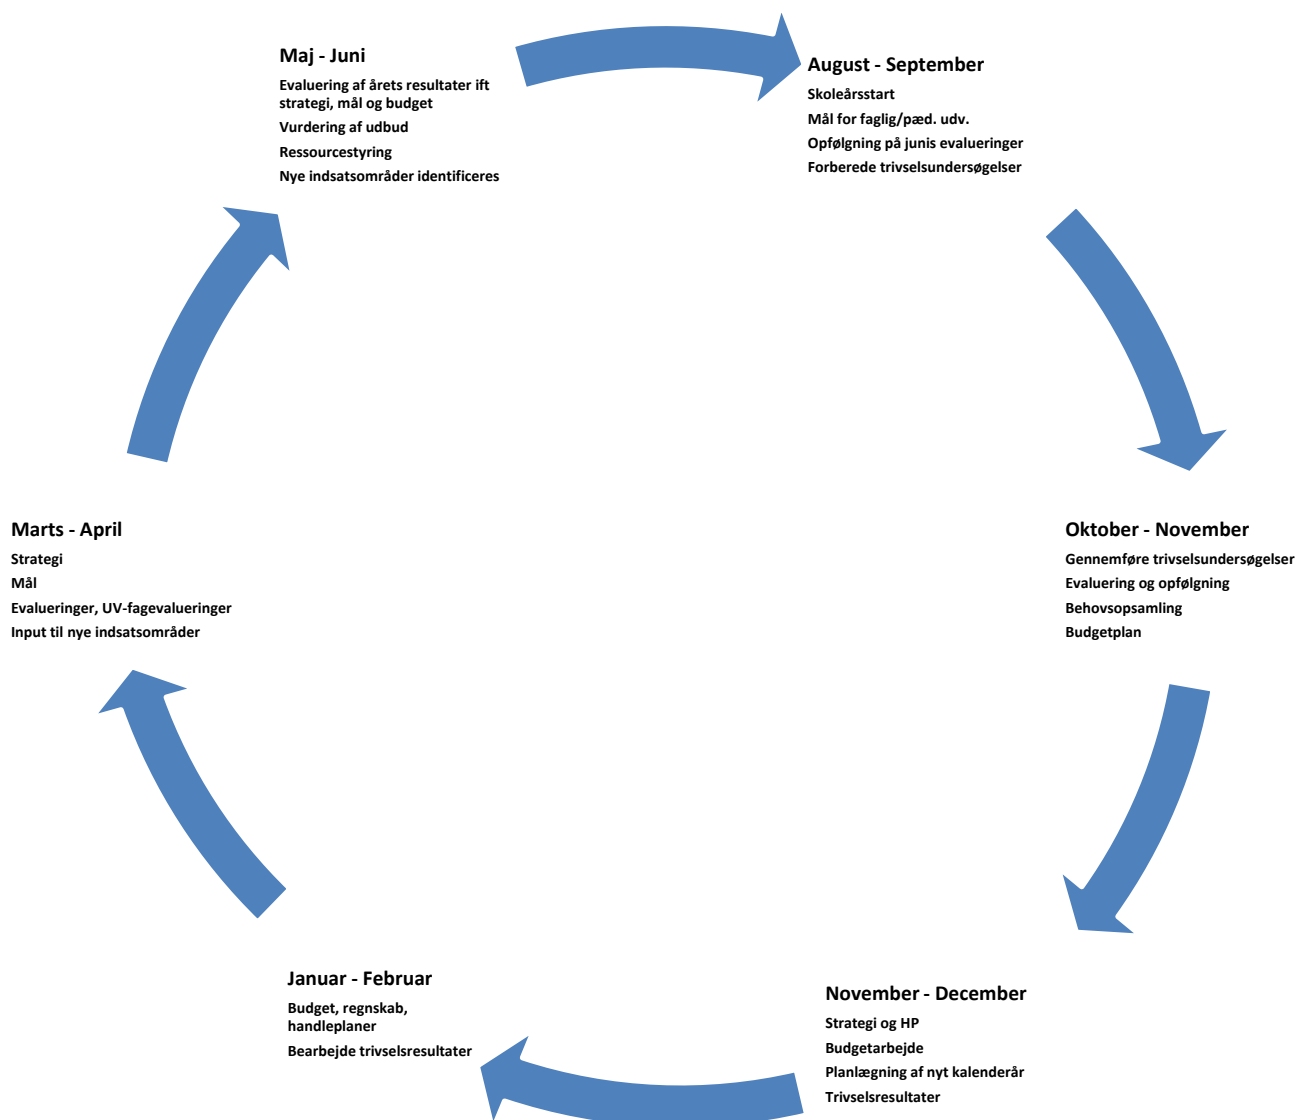 Maj - Juni
Evaluering af årets resultater ift
strategi, mål og budget
Vurdering af udbud
Ressourcestyring
Nye indsatsområder identificeres
August - September
Skoleårsstart
Mål for faglig/pæd. udv.
Opfølgning på junis evalueringer
Forberede trivselsundersøgelser
Oktober - November
Gennemføre trivselsundersøgelser
Evaluering og opfølgning
Behovsopsamling
Budgetplan
November - December
Strategi og HP
Budgetarbejde
Planlægning af nyt kalenderår
Trivselsresultater
Januar - Februar
Budget, regnskab,
handleplaner
Bearbejde trivselsresultater
Marts - April
Strategi
Mål
Evalueringer, UV-fagevalueringer
Input til nye indsatsområder